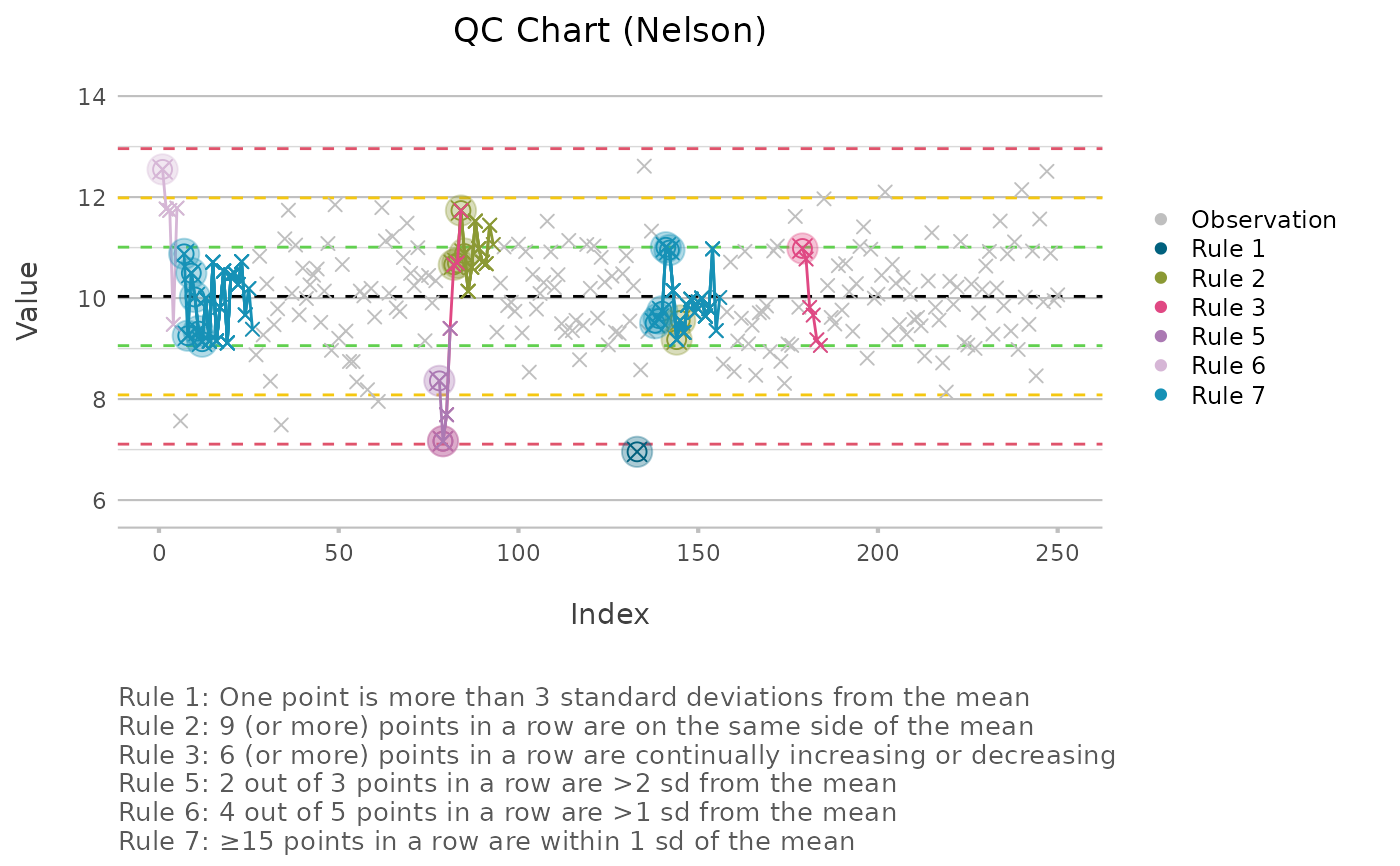 QC Chart (Nelson)
14
12
10
8
6
Value
0 50 100 150 200 250
Index
Observation
Rule 1
Rule 2
Rule 3
Rule 5
Rule 6
Rule 7
Rule 1: One point is more than 3 standard deviations from the mean
Rule 2: 9 (or more) points in a row are on the same side of the mean
Rule 3: 6 (or more) points in a row are continually increasing or decreasing
Rule 5: 2 out of 3 points in a row are >2 sd from the mean
Rule 6: 4 out of 5 points in a row are >1 sd from the mean
Rule 7: ≥15 points in a row are within 1 sd of the mean